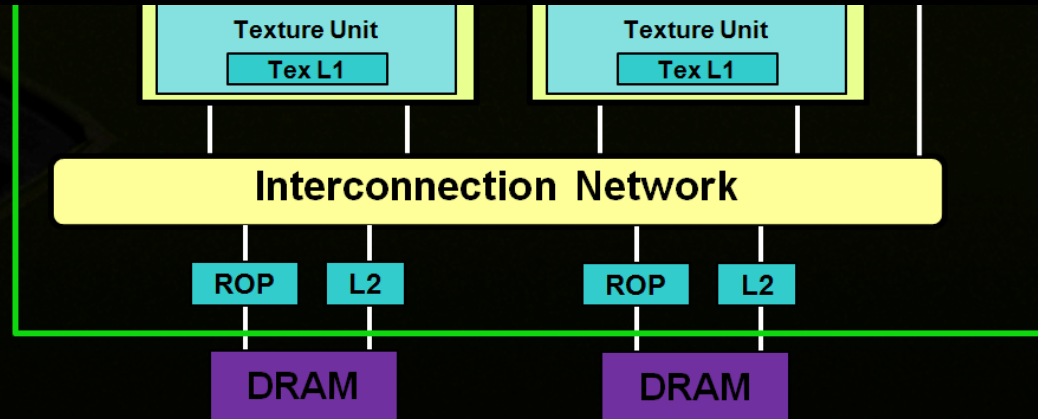 Texture Unit
Tex L1
Texture Unit
Tex L1
Interconnection Network
ROP
L2
ROP
L2
DRAM
DRAM